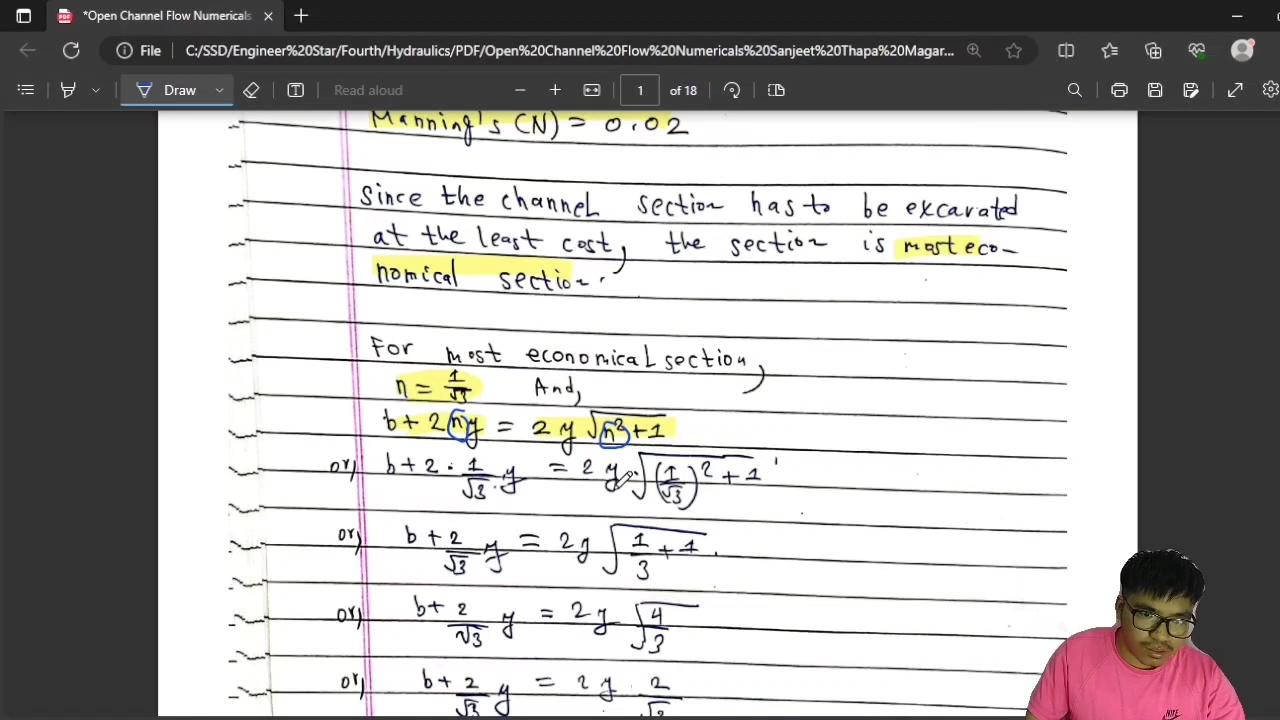 *Open Channel Flow Numericals
File C:/SSD/Engineer%20Star/Fourth/Hydraulics/PDF/Open%20Channel%20Flow%20Numericals%20Sanjeet%20Thapa%20Magar...
Draw Read aloud 1 of 18
Manning's (N) = 0.02
Since the channel section has to be excavated
at the least cost, the section is most eco-
nomical section.
For most economical section,
n = 1/√3 And,
b + 2ny = 2y √(n²+1)
or) b + 2 · 1/√3 · y = 2y · √((1/√3)² + 1)
or) b + 2/√3 y = 2y √(1/3 + 1) .
or) b + 2/√3 y = 2y √(4/3)
or) b + 2/√3 y = 2y · 2/√3